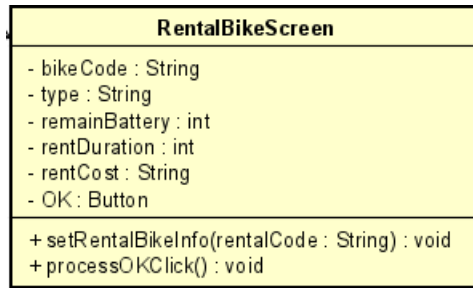 RentalBikeScreen
- bikeCode : String
- type : String
- remainBattery : int
- rentDuration : int
- rentCost : String
- OK : Button
+ setRentalBikeInfo(rentalCode : String) : void
+ processOKClick() : void